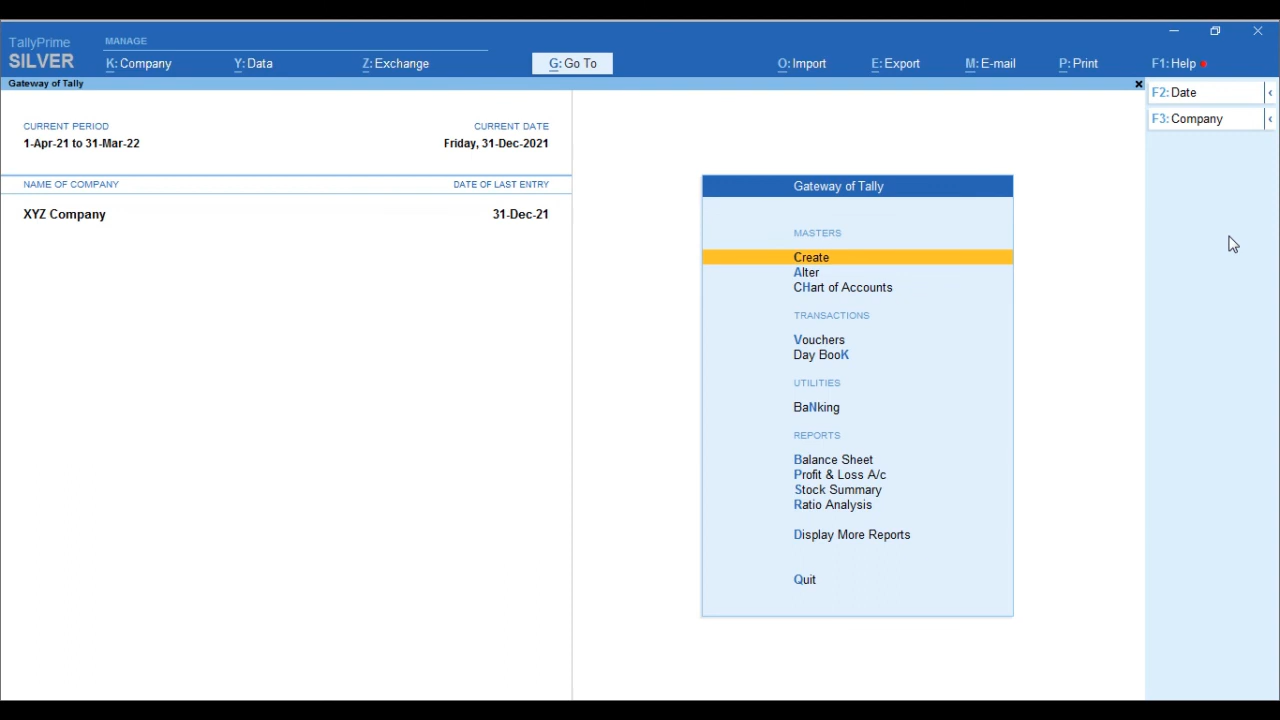 TallyPrime
SILVER
MANAGE
K: Company
Y: Data
Z: Exchange
G: Go To
O: Import
E: Export
M: E-mail
P: Print
F1: Help
Gateway of Tally
F2: Date
F3: Company
CURRENT PERIOD
CURRENT DATE
1-Apr-21 to 31-Mar-22
Friday, 31-Dec-2021
NAME OF COMPANY
DATE OF LAST ENTRY
XYZ Company
31-Dec-21
Gateway of Tally
MASTERS
Create
Alter
CHart of Accounts
TRANSACTIONS
Vouchers
Day BooK
UTILITIES
BaNking
REPORTS
Balance Sheet
Profit & Loss A/c
Stock Summary
Ratio Analysis
Display More Reports
Quit